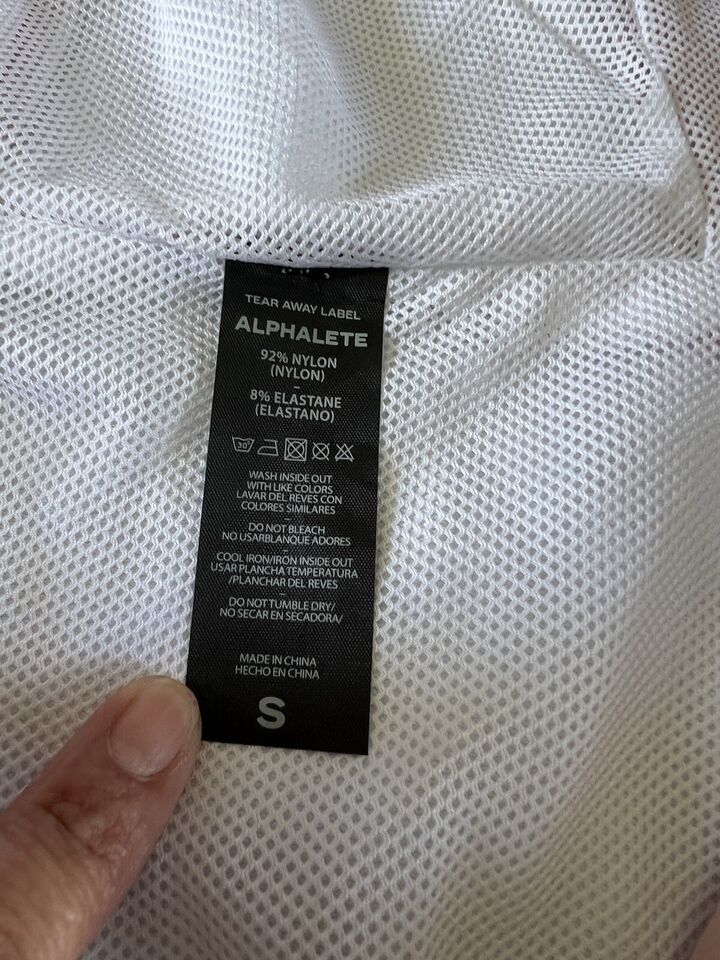 TEAR AWAY LABEL
ALPHALETE
92% NYLON
(NYLON)
–
8% ELASTANE
(ELASTANO)
30°
WASH INSIDE OUT
WITH LIKE COLORS
LAVAR DEL REVES CON
COLORES SIMILARES
–
DO NOT BLEACH
NO USARBLANQUE ADORES
–
COOL IRON/IRON INSIDE OUT
USAR PLANCHA TEMPERATURA
/PLANCHAR DEL REVES
–
DO NOT TUMBLE DRY/
NO SECAR EN SECADORA/
MADE IN CHINA
HECHO EN CHINA
S